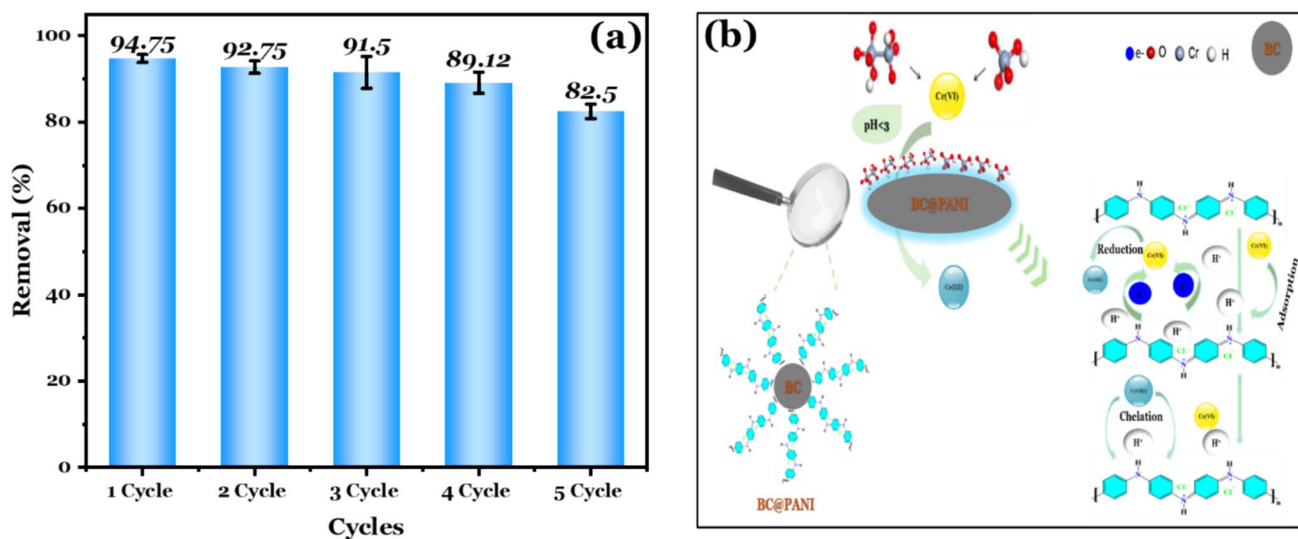 (a)
94.75
92.75
91.5
89.12
82.5
100
80
60
40
20
0
Removal (%)
1 Cycle
2 Cycle
3 Cycle
4 Cycle
5 Cycle
Cycles
(b)
BC
e- O Cr H
Cr(VI)
pH<3
BC@PANI
Cr(III)
BC
BC@PANI
H
H
N
N
Cl⁻
Cl⁻
N
N
H
H
n
Reduction
Cr(VI)
H⁺
Cr(VI)
Cr(III)
e⁻
H⁺
H⁺
H⁺
Adsorption
H
H
N
N
Cl⁻
Cl⁻
N
N
H
H
n
Cr(III)
Chelation
Cr(VI)
H⁺
H⁺
H
H
N
N
Cl⁻
Cl⁻
N
N
H
H
n